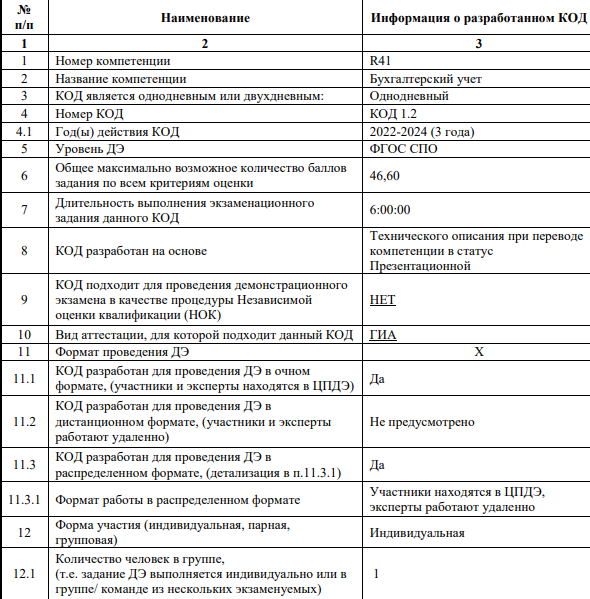 № Наименование Информация о разработанном КОД
п/п
1 2 3
1 Номер компетенции R41
2 Название компетенции Бухгалтерский учет
3 КОД является однодневным или двухдневным: Однодневный
4 Номер КОД КОД 1.2
4.1 Год(ы) действия КОД 2022-2024 (3 года)
5 Уровень ДЭ ФГОС СПО
6 Общее максимально возможное количество баллов
задания по всем критериям оценки 46,60
7 Длительность выполнения экзаменационного
задания данного КОД 6:00:00
8 КОД разработан на основе Технического описания при переводе
компетенции в статус
Презентационной
9 КОД подходит для проведения демонстрационного
экзамена в качестве процедуры Независимой
оценки квалификации (НОК) НЕТ
10 Вид аттестации, для которой подходит данный КОД ГИА
11 Формат проведения ДЭ Х
11.1 КОД разработан для проведения ДЭ в очном
формате, (участники и эксперты находятся в ЦПДЭ) Да
11.2 КОД разработан для проведения ДЭ в
дистанционном формате, (участники и эксперты
работают удаленно) Не предусмотрено
11.3 КОД разработан для проведения ДЭ в
распределенном формате, (детализация в п.11.3.1) Да
11.3.1 Формат работы в распределенном формате Участники находятся в ЦПДЭ,
эксперты работают удаленно
12 Форма участия (индивидуальная, парная,
групповая) Индивидуальная
12.1 Количество человек в группе,
(т.е. задание ДЭ выполняется индивидуально или в
группе/ команде из нескольких экзаменуемых) 1